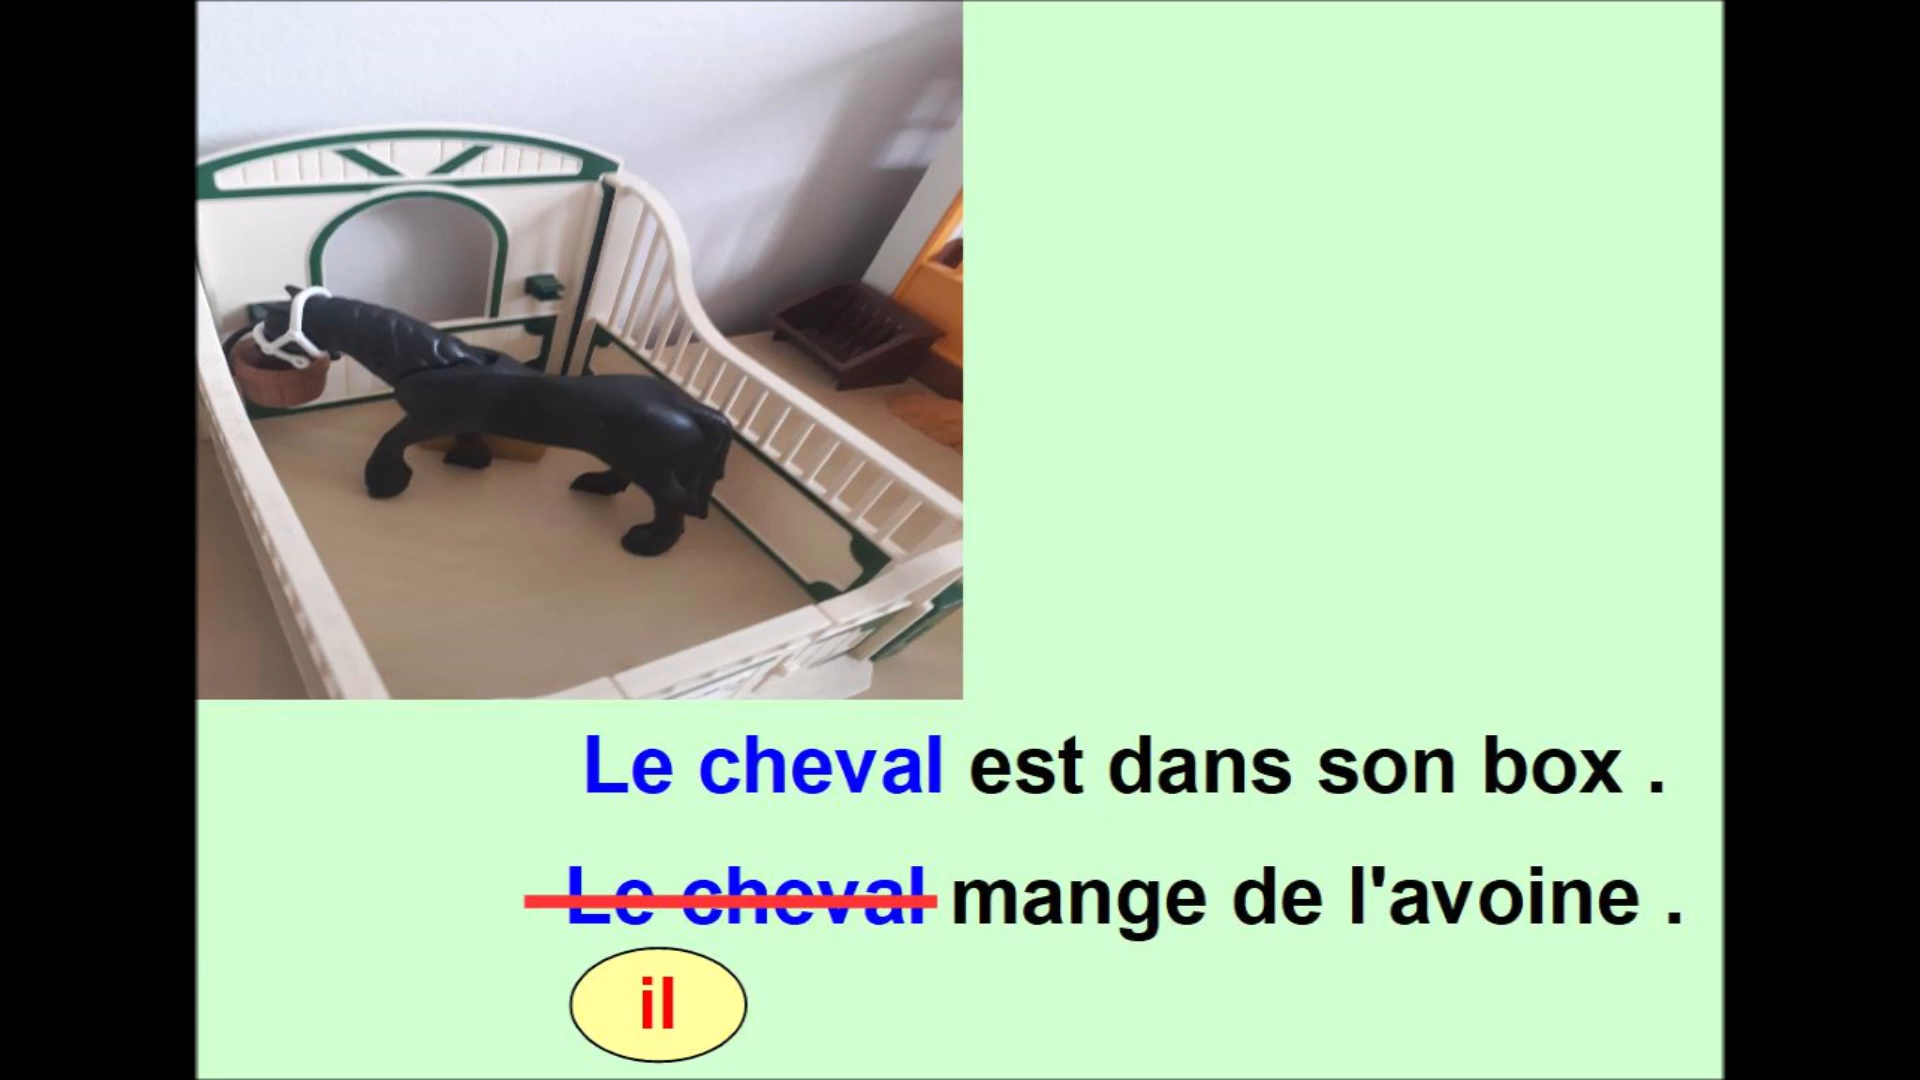 Le cheval est dans son box .
Le cheval mange de l'avoine .
il